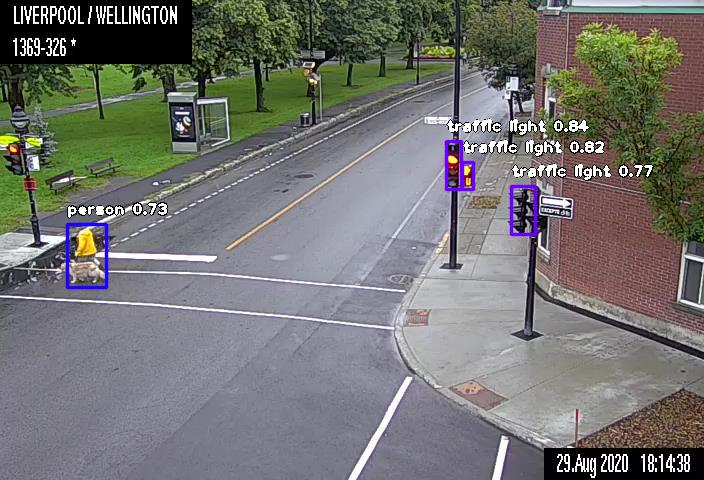 LIVERPOOL / WELLINGTON
1369-326 *
traffic light 0.84
traffic light 0.82
traffic light 0.77
person 0.73
29.Aug 2020 18:14:38